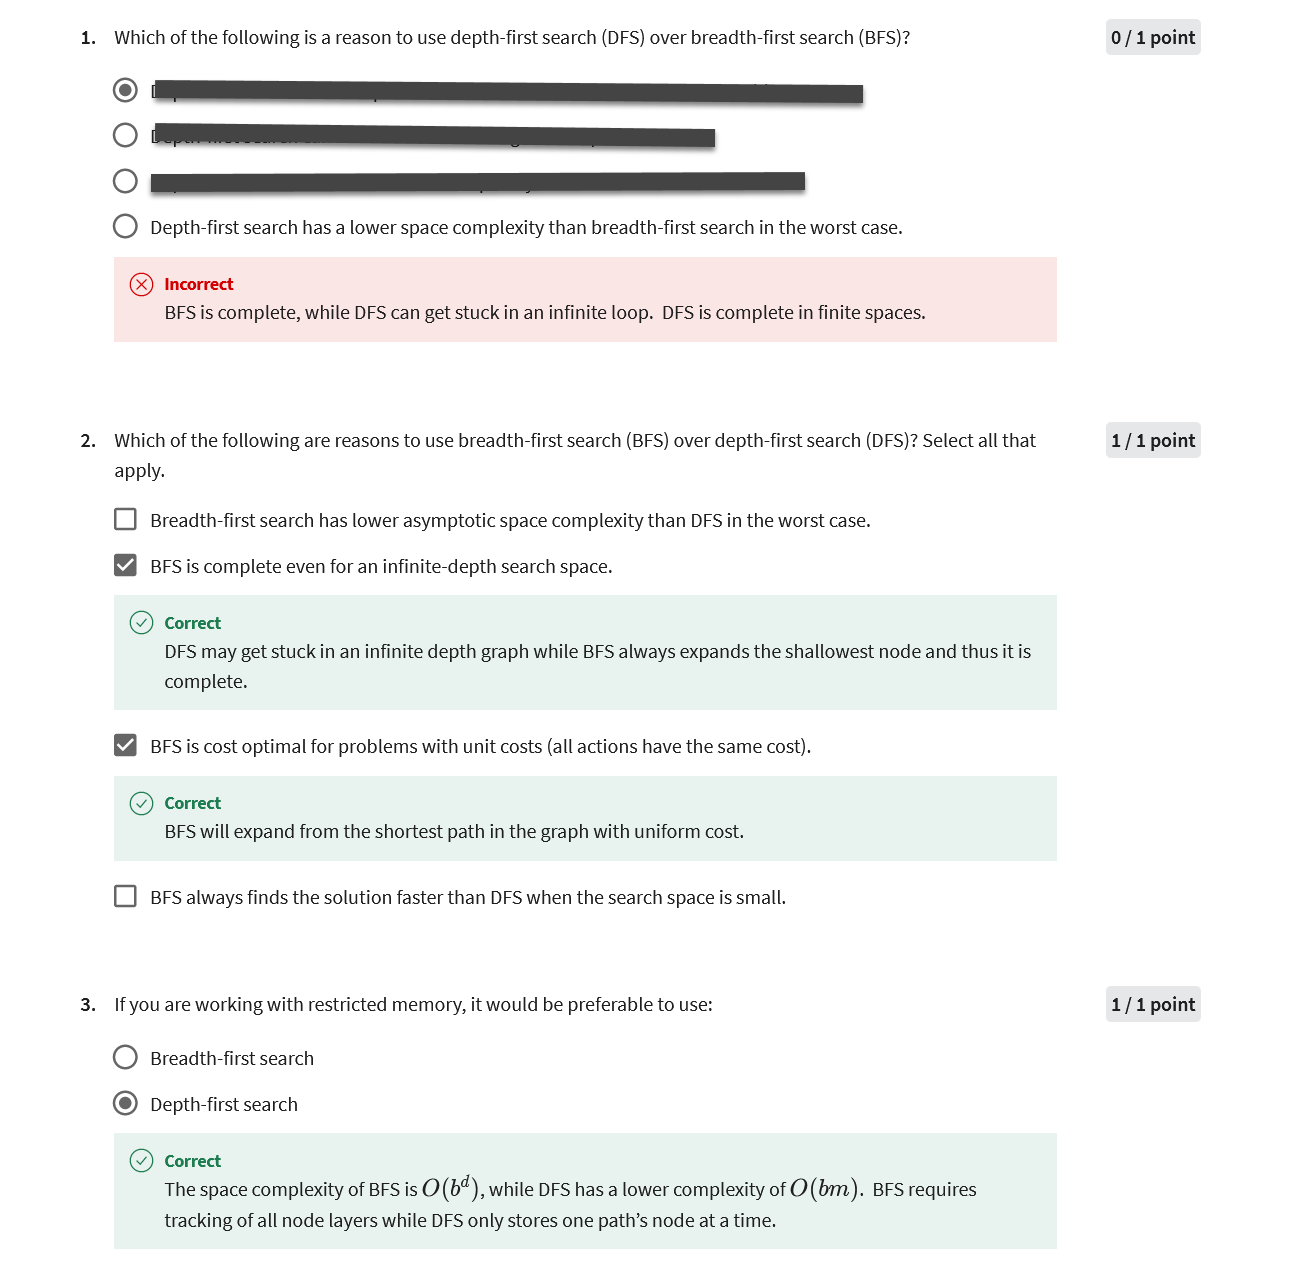 1. Which of the following is a reason to use depth-first search (DFS) over breadth-first search (BFS)?
0 / 1 point
Depth-first search has a lower space complexity than breadth-first search in the worst case.
Incorrect
BFS is complete, while DFS can get stuck in an infinite loop. DFS is complete in finite spaces.
2. Which of the following are reasons to use breadth-first search (BFS) over depth-first search (DFS)? Select all that
apply.
1 / 1 point
Breadth-first search has lower asymptotic space complexity than DFS in the worst case.
BFS is complete even for an infinite-depth search space.
Correct
DFS may get stuck in an infinite depth graph while BFS always expands the shallowest node and thus it is
complete.
BFS is cost optimal for problems with unit costs (all actions have the same cost).
Correct
BFS will expand from the shortest path in the graph with uniform cost.
BFS always finds the solution faster than DFS when the search space is small.
3. If you are working with restricted memory, it would be preferable to use:
1 / 1 point
Breadth-first search
Depth-first search
Correct
The space complexity of BFS is O(b^d), while DFS has a lower complexity of O(bm). BFS requires
tracking of all node layers while DFS only stores one path’s node at a time.